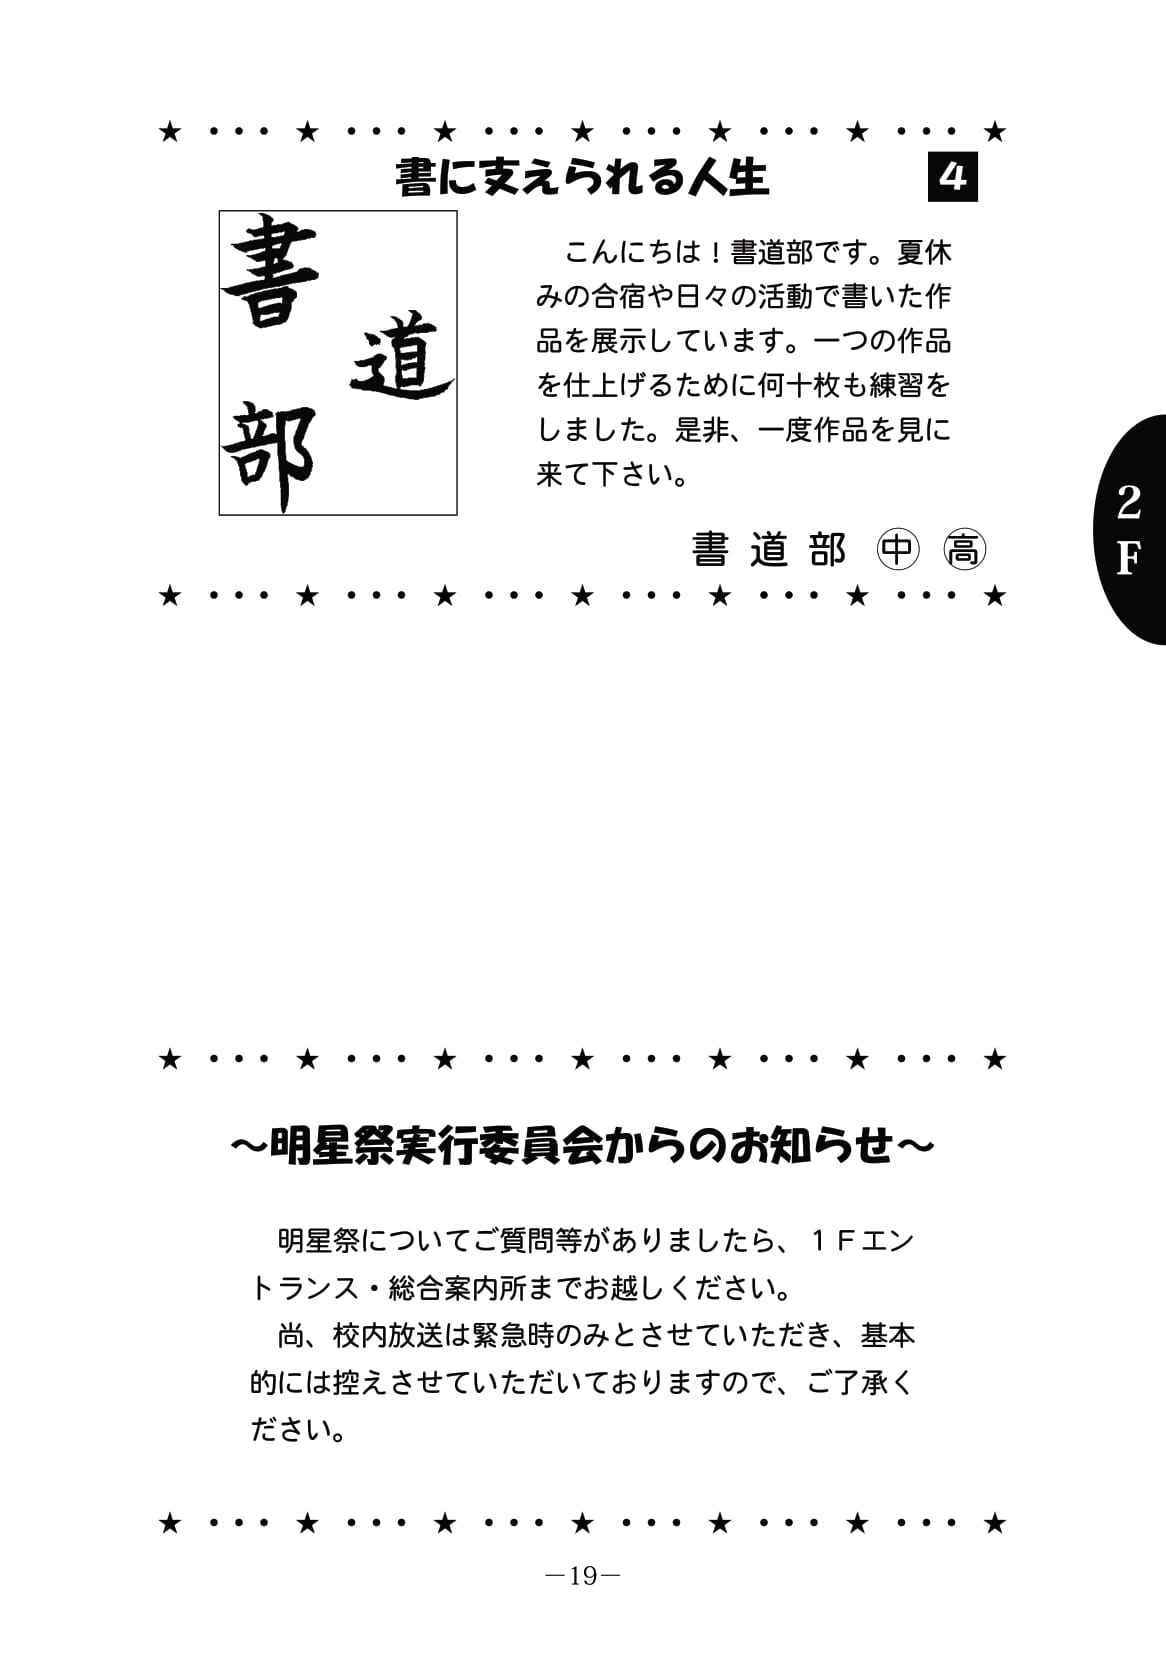 ★ ・・・ ★ ・・・ ★ ・・・ ★ ・・・ ★ ・・・ ★ ・・・ ★
書に支えられる人生
4
書
道
部
こんにちは！書道部です。夏休
みの合宿や日々の活動で書いた作
品を展示しています。一つの作品
を仕上げるために何十枚も練習を
しました。是非、一度作品を見に
来て下さい。
書 道 部 ㊥ ㊤高
★ ・・・ ★ ・・・ ★ ・・・ ★ ・・・ ★ ・・・ ★ ・・・ ★
2
F
★ ・・・ ★ ・・・ ★ ・・・ ★ ・・・ ★ ・・・ ★ ・・・ ★
～明星祭実行委員会からのお知らせ～
明星祭についてご質問等がありましたら、１Ｆエン
トランス・総合案内所までお越しください。
尚、校内放送は緊急時のみとさせていただき、基本
的には控えさせていただいておりますので、ご了承く
ださい。
★ ・・・ ★ ・・・ ★ ・・・ ★ ・・・ ★ ・・・ ★ ・・・ ★
－19－